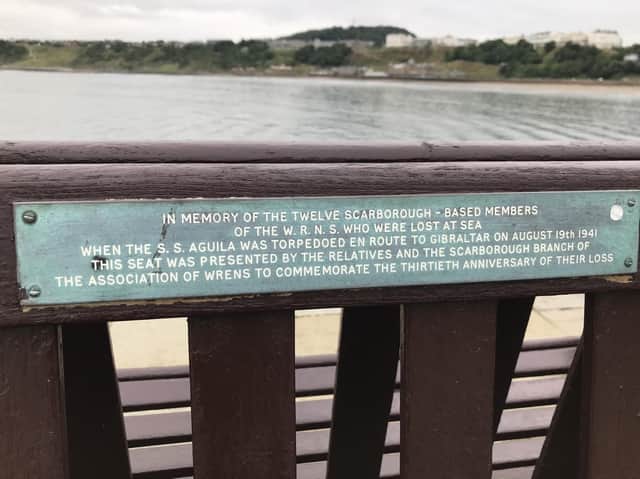 IN MEMORY OF THE TWELVE SCARBOROUGH - BASED MEMBERS
OF THE W. R. N. S. WHO WERE LOST AT SEA
WHEN THE S. S. AGUILA WAS TORPEDOED EN ROUTE TO GIBRALTAR ON AUGUST 19th 1941
THIS SEAT WAS PRESENTED BY THE RELATIVES AND THE SCARBOROUGH BRANCH OF
THE ASSOCIATION OF WRENS TO COMMEMORATE THE THIRTIETH ANNIVERSARY OF THEIR LOSS